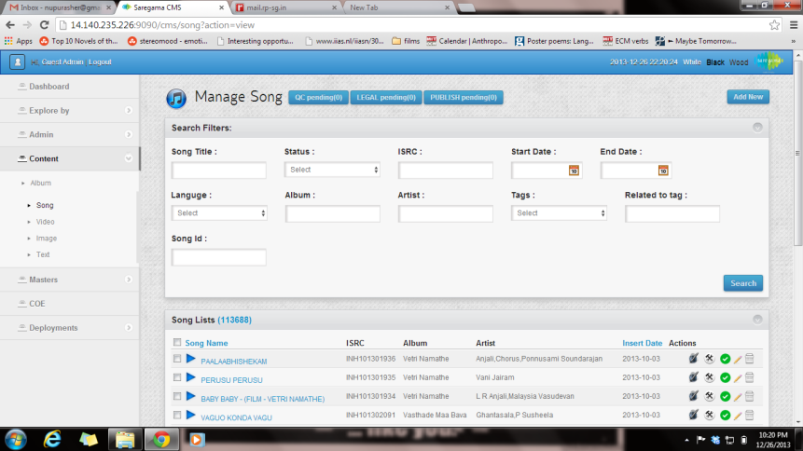 Inbox - nupurasher@gm
Saregama CMS
mail.rp-sg.in
New Tab
14.140.235.226:9090/cms/song?action=view
Apps
Top 10 Novels of th...
stereomood - emoti...
Interesting opportu...
www.iias.nl/iiasn/30...
films
Calendar | Anthropo...
Poster poems: Lang...
ECM verbs
← Maybe Tomorrow...
Hi, Guest Admin
Logout
2013-12-26 22:20:24
White
Black
Wood
Dashboard
Explore by
Admin
Content
Album
Song
Video
Image
Text
Masters
COE
Deployments
Manage Song
QC pending(0)
LEGAL pending(0)
PUBLISH pending(0)
Add New
Search Filters:
Song Title :
Status :
ISRC :
Start Date :
End Date :
Select
Languge :
Album :
Artist :
Tags :
Related to tag :
Select
Select
Song Id :
Search
Song Lists (113688)
Song Name ISRC Album Artist Insert Date Actions
PAALAABHISHEKAM INH101301936 Vetri Namathe Anjali,Chorus,Ponnusami Soundarajan 2013-10-03
PERUSU PERUSU INH101301935 Vetri Namathe Vani Jairam 2013-10-03
BABY BABY - (FILM - VETRI NAMATHE) INH101301934 Vetri Namathe L R Anjali,Malaysia Vasudevan 2013-10-03
VAGUO KONDA VAGU INH101302091 Vasthade Maa Bava Ghantasala,P Susheela 2013-10-03
10:20 PM
12/26/2013